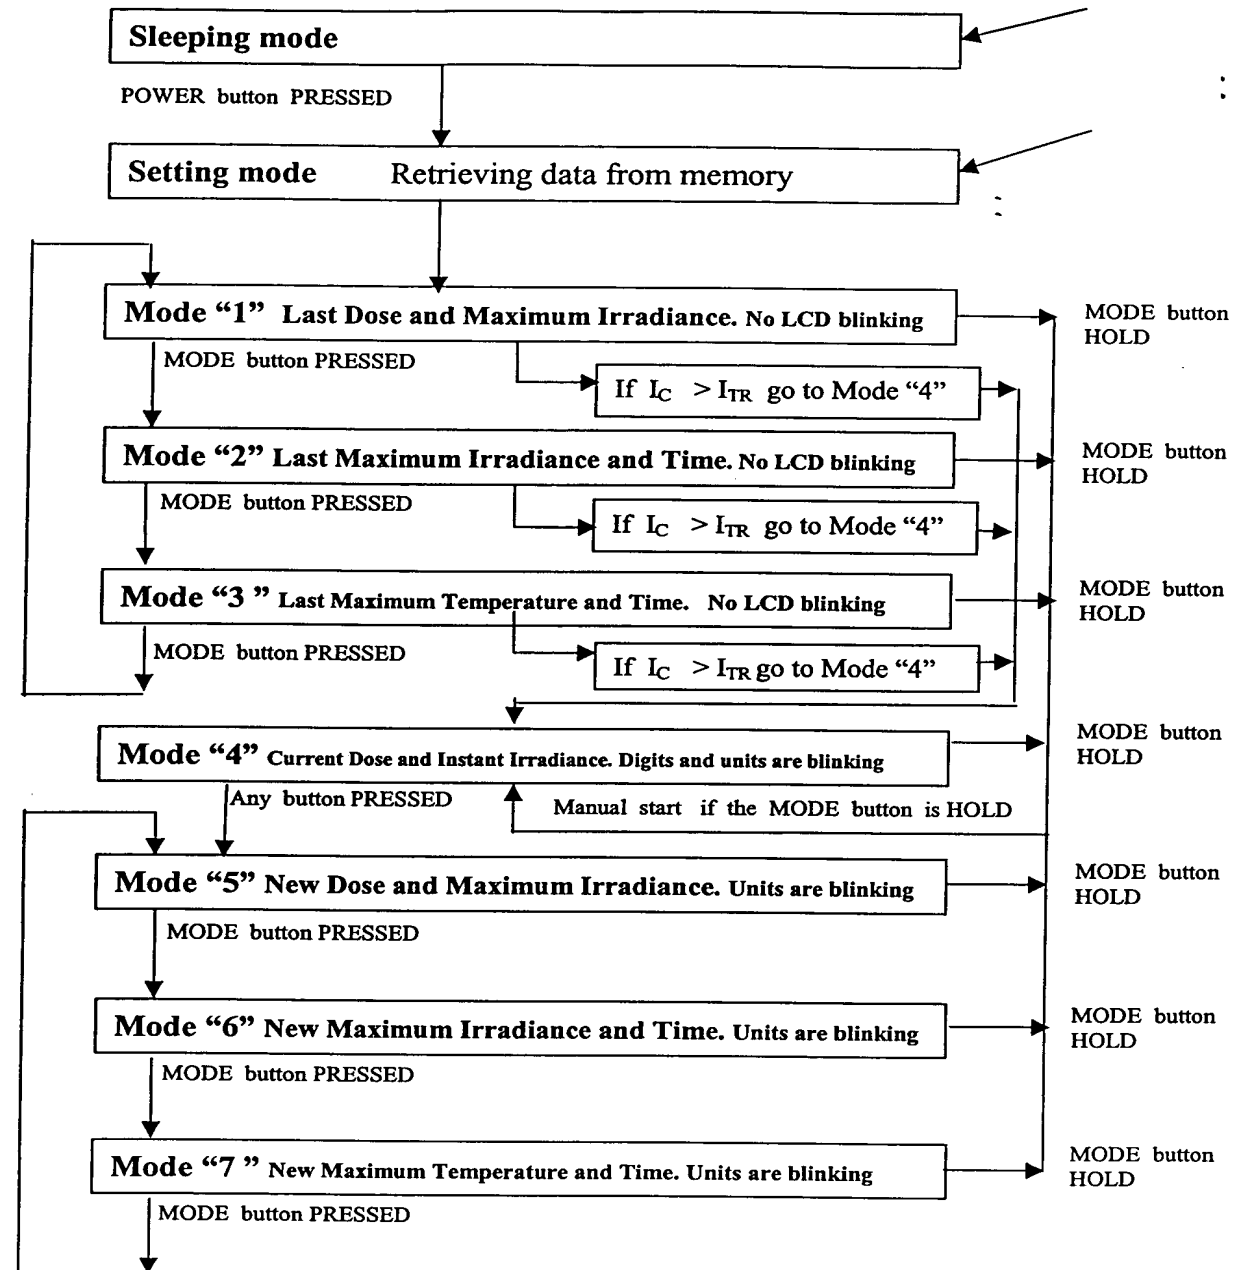 Sleeping mode
POWER button PRESSED
Setting mode Retrieving data from memory
Mode “1” Last Dose and Maximum Irradiance. No LCD blinking
MODE button
HOLD
MODE button PRESSED
If IC > ITR go to Mode “4”
Mode “2” Last Maximum Irradiance and Time. No LCD blinking
MODE button
HOLD
MODE button PRESSED
If IC > ITR go to Mode “4”
Mode “3 ” Last Maximum Temperature and Time. No LCD blinking
MODE button
HOLD
MODE button PRESSED
If IC > ITR go to Mode “4”
Mode “4” Current Dose and Instant Irradiance. Digits and units are blinking
MODE button
HOLD
Any button PRESSED
Manual start if the MODE button is HOLD
Mode “5” New Dose and Maximum Irradiance. Units are blinking
MODE button
HOLD
MODE button PRESSED
Mode “6” New Maximum Irradiance and Time. Units are blinking
MODE button
HOLD
MODE button PRESSED
Mode “7 ” New Maximum Temperature and Time. Units are blinking
MODE button
HOLD
MODE button PRESSED